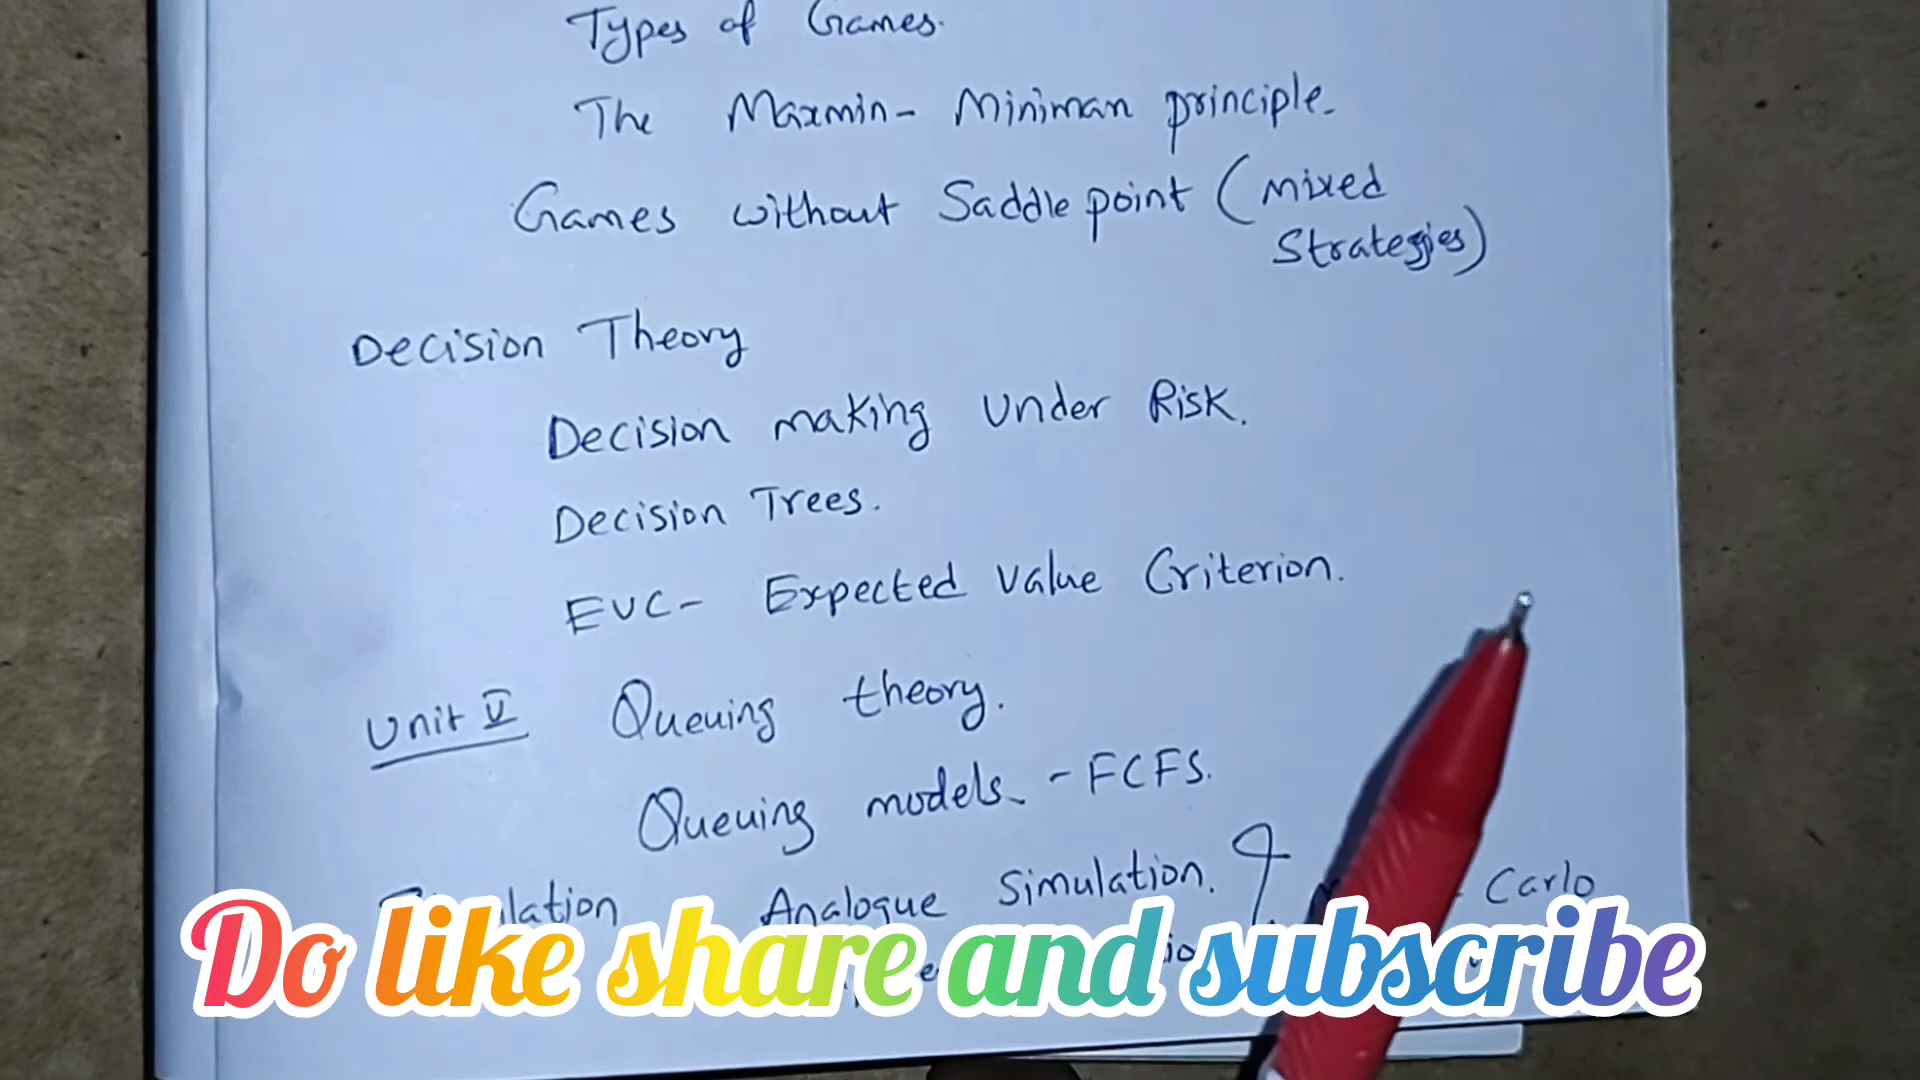 Types of Games.
The Maxmin- Miniman principle.
Games without Saddle point (Mixed
Strategies)
Decision Theory
Decision making Under Risk.
Decision Trees.
EVC- Expected Value Criterion.
Unit V Queuing theory.
Queuing models - FCFS.
Analogue Simulation. Carlo
Do like share and subscribe